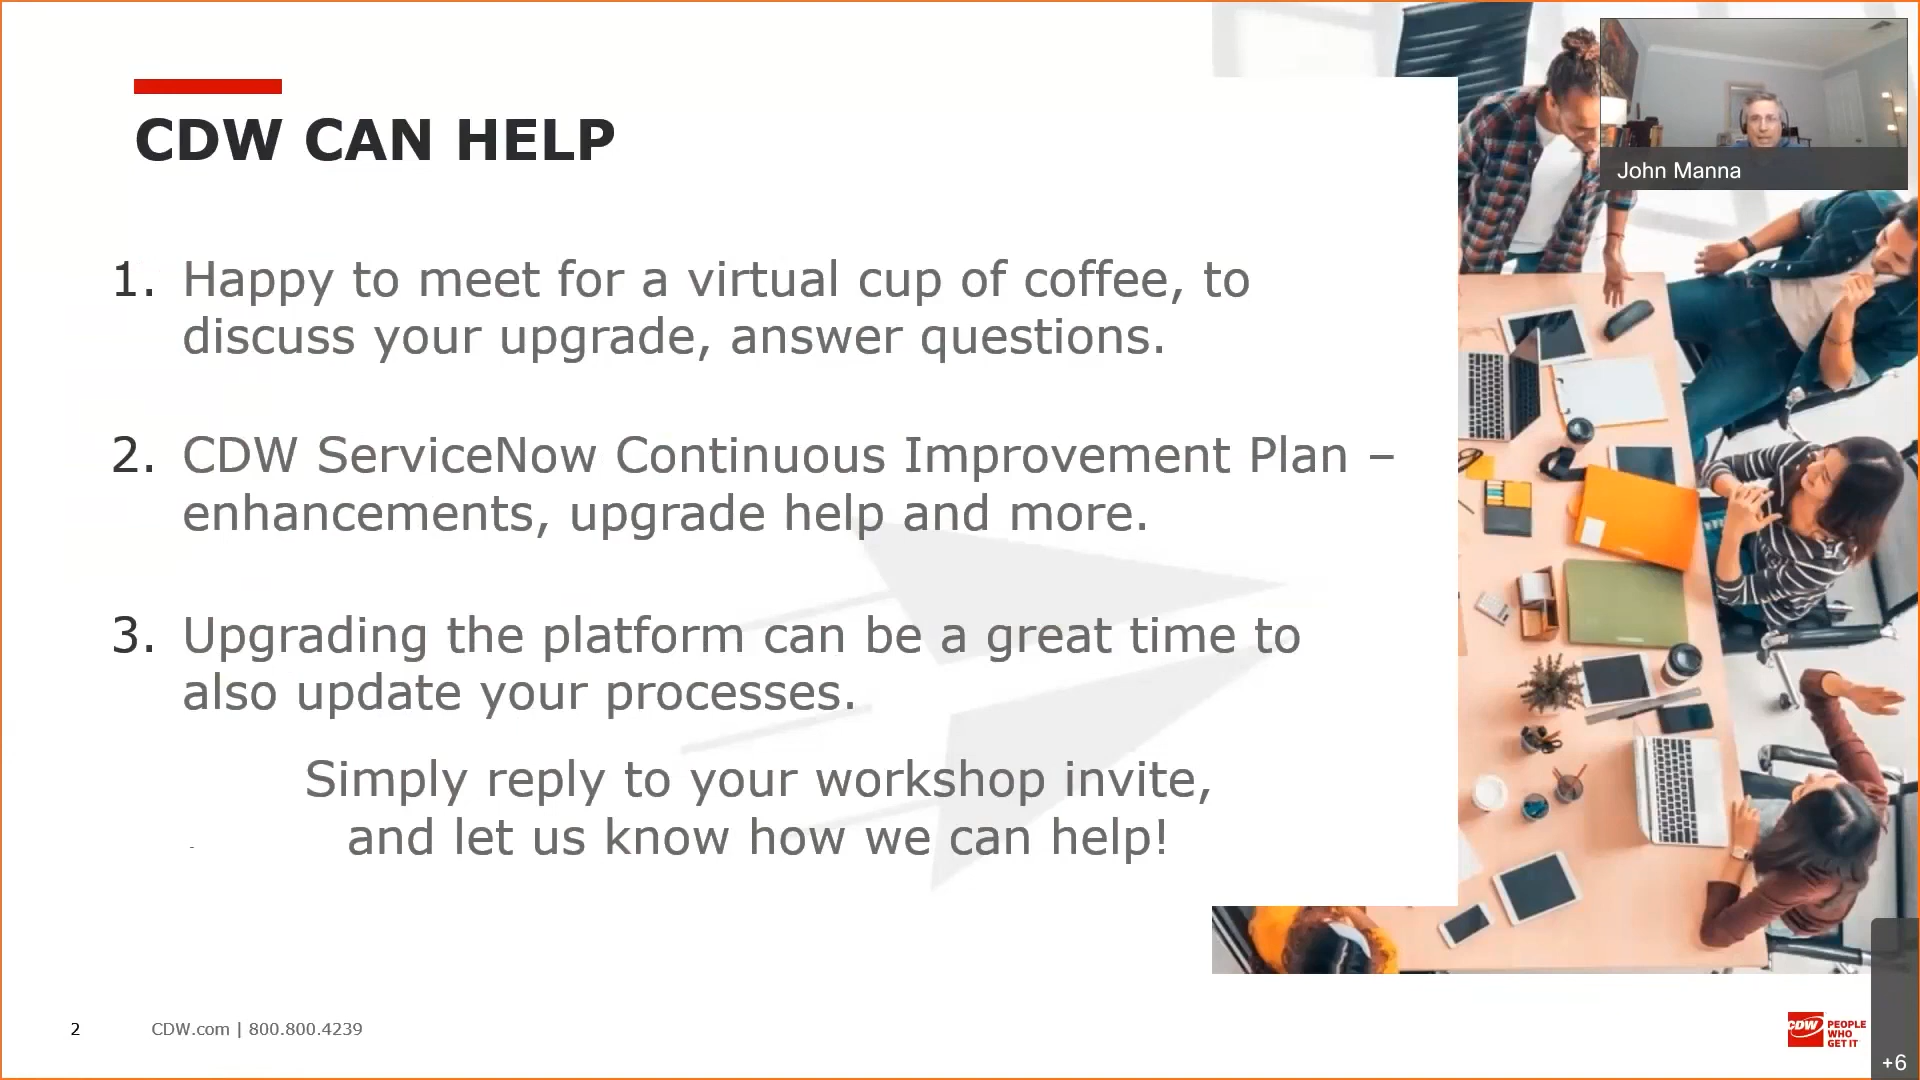 CDW CAN HELP
John Manna
1. Happy to meet for a virtual cup of coffee, to
discuss your upgrade, answer questions.
2. CDW ServiceNow Continuous Improvement Plan –
enhancements, upgrade help and more.
3. Upgrading the platform can be a great time to
also update your processes.
Simply reply to your workshop invite,
and let us know how we can help!
2
CDW.com | 800.800.4239
CDW
PEOPLE
WHO
GET IT
+6